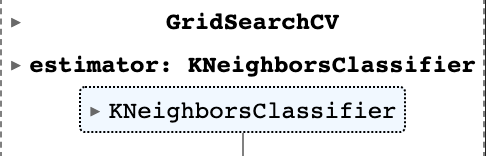 ▸ GridSearchCV
▸ estimator: KNeighborsClassifier
▸ KNeighborsClassifier